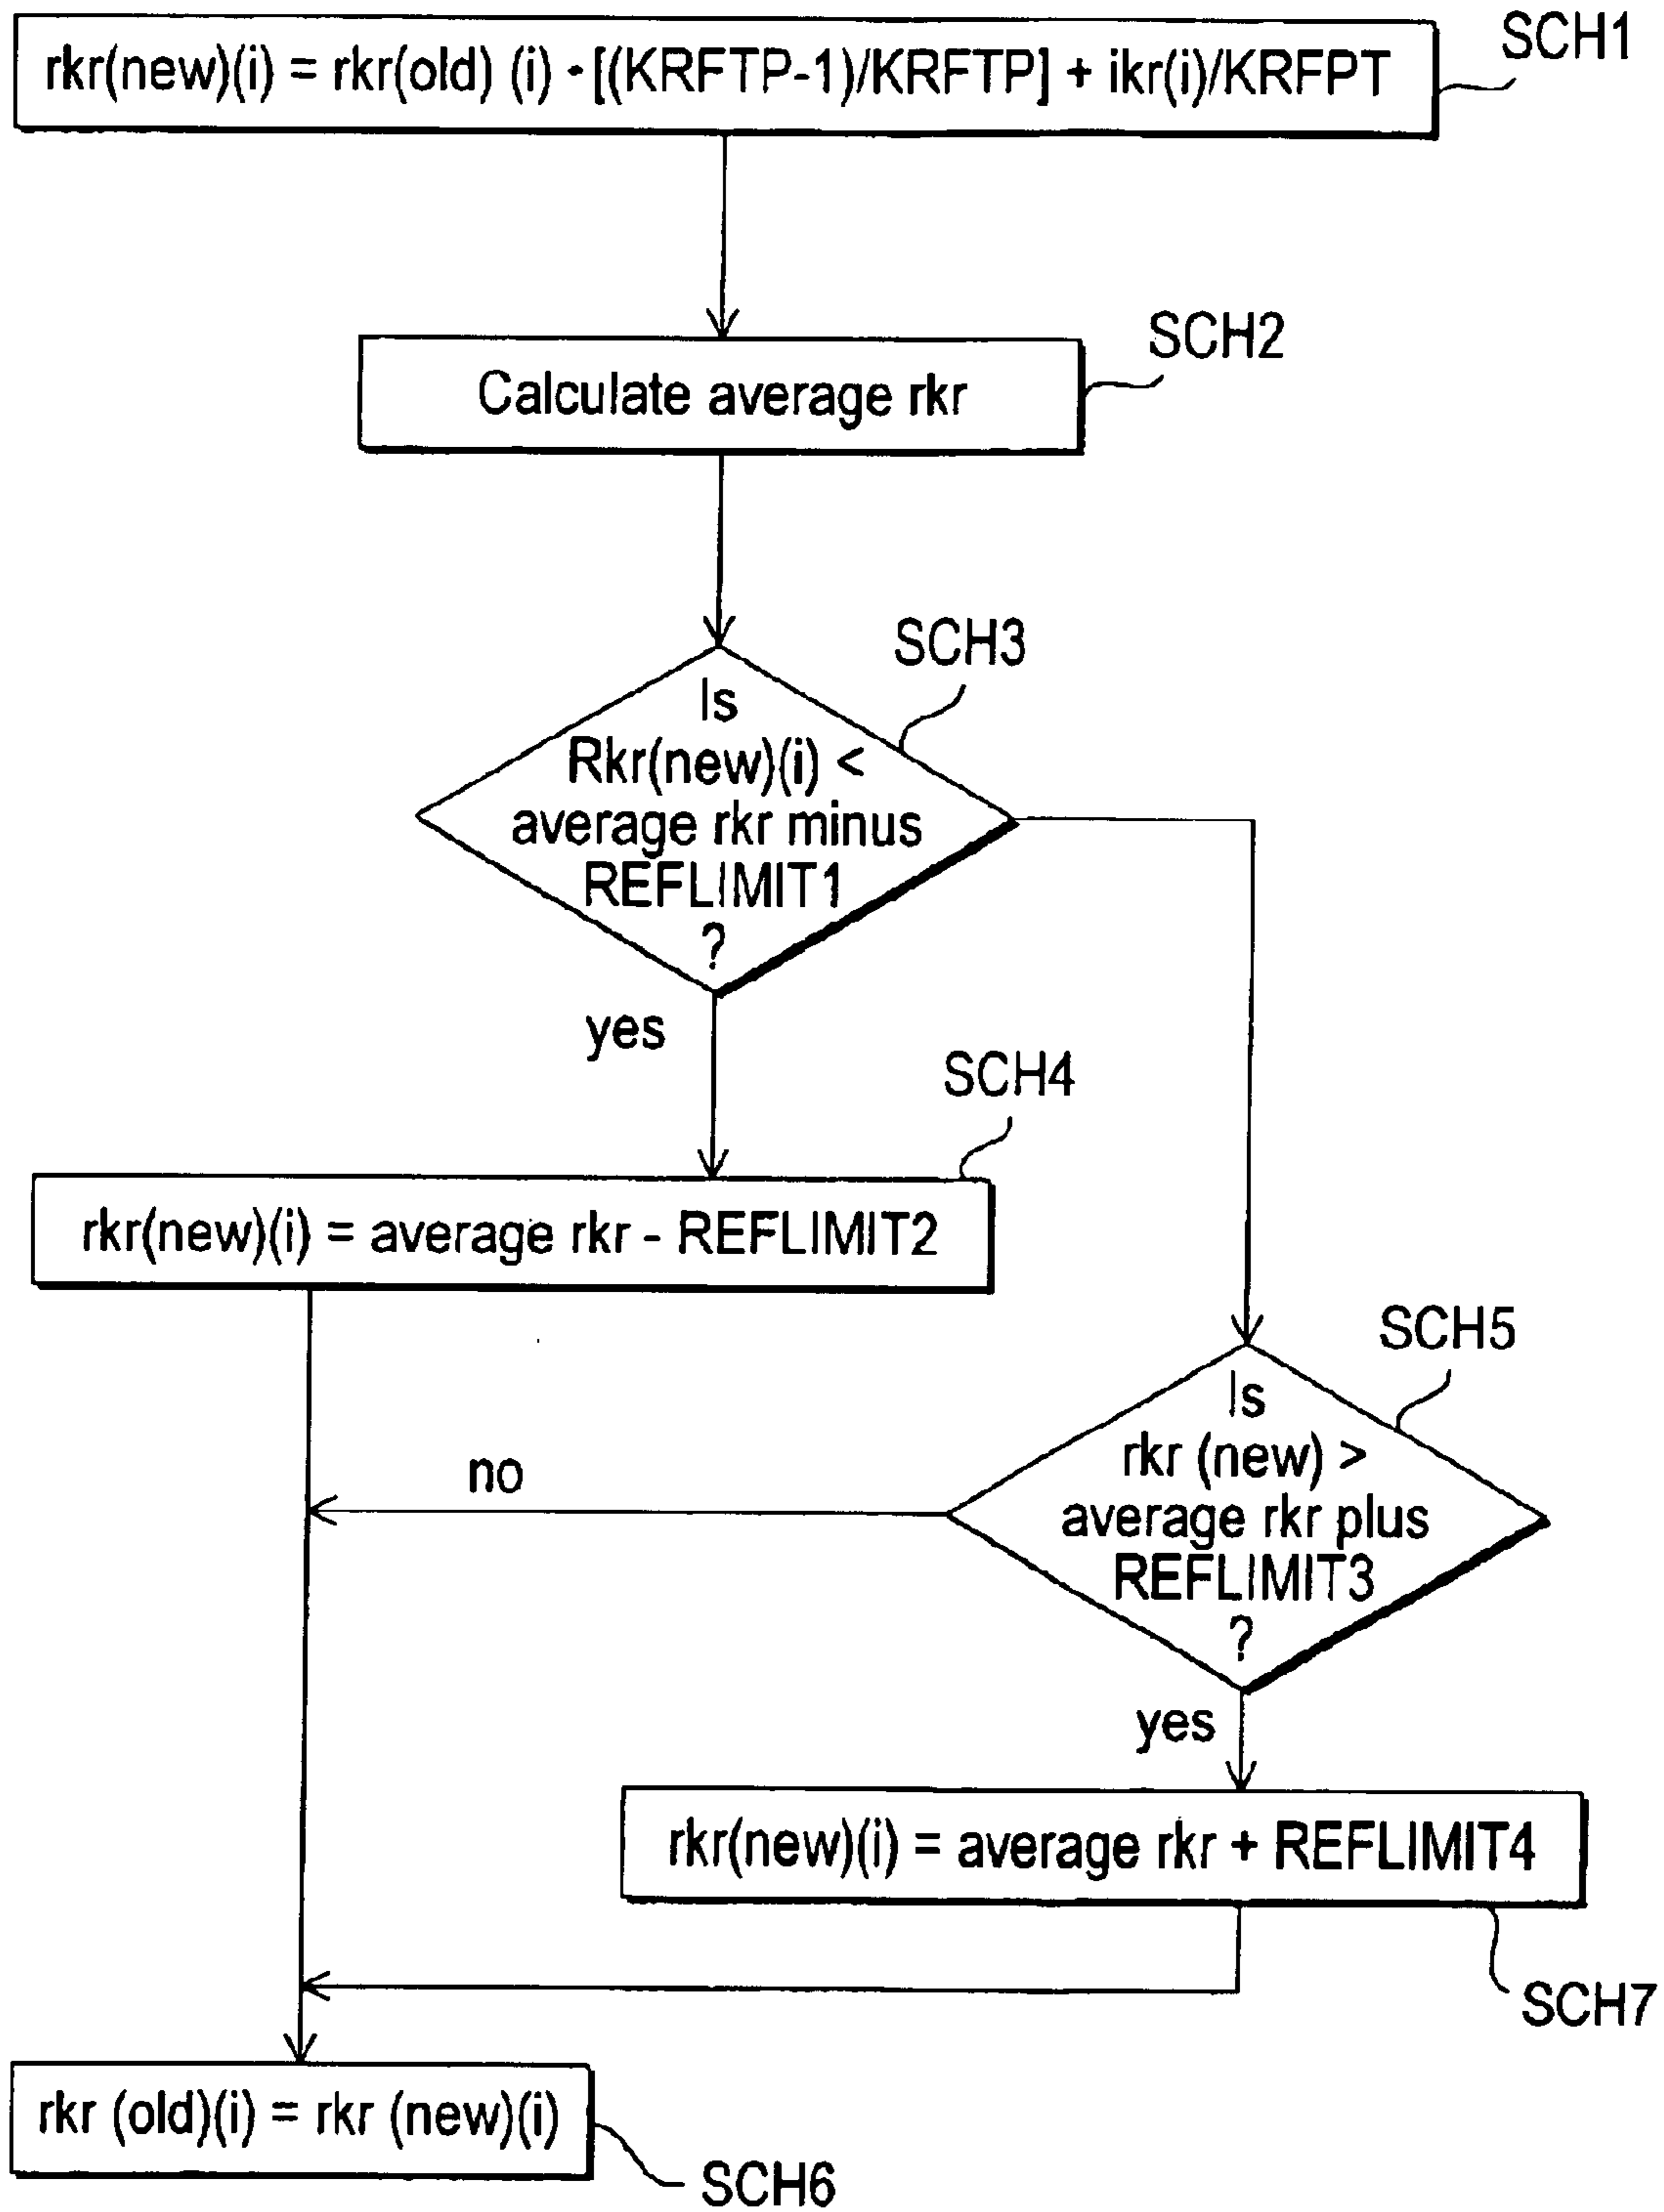 SCH1
rkr(new)(i) = rkr(old) (i) - [(KRFTP-1)/KRFTP] + ikr(i)/KRFPT
SCH2
Calculate average rkr
SCH3
Is
Rkr(new)(i) <
average rkr minus
REFLIMIT1
?
yes
SCH4
rkr(new)(i) = average rkr - REFLIMIT2
SCH5
Is
rkr (new) >
average rkr plus
REFLIMIT3
?
no
yes
rkr(new)(i) = average rkr + REFLIMIT4
SCH7
rkr (old)(i) = rkr (new)(i)
SCH6